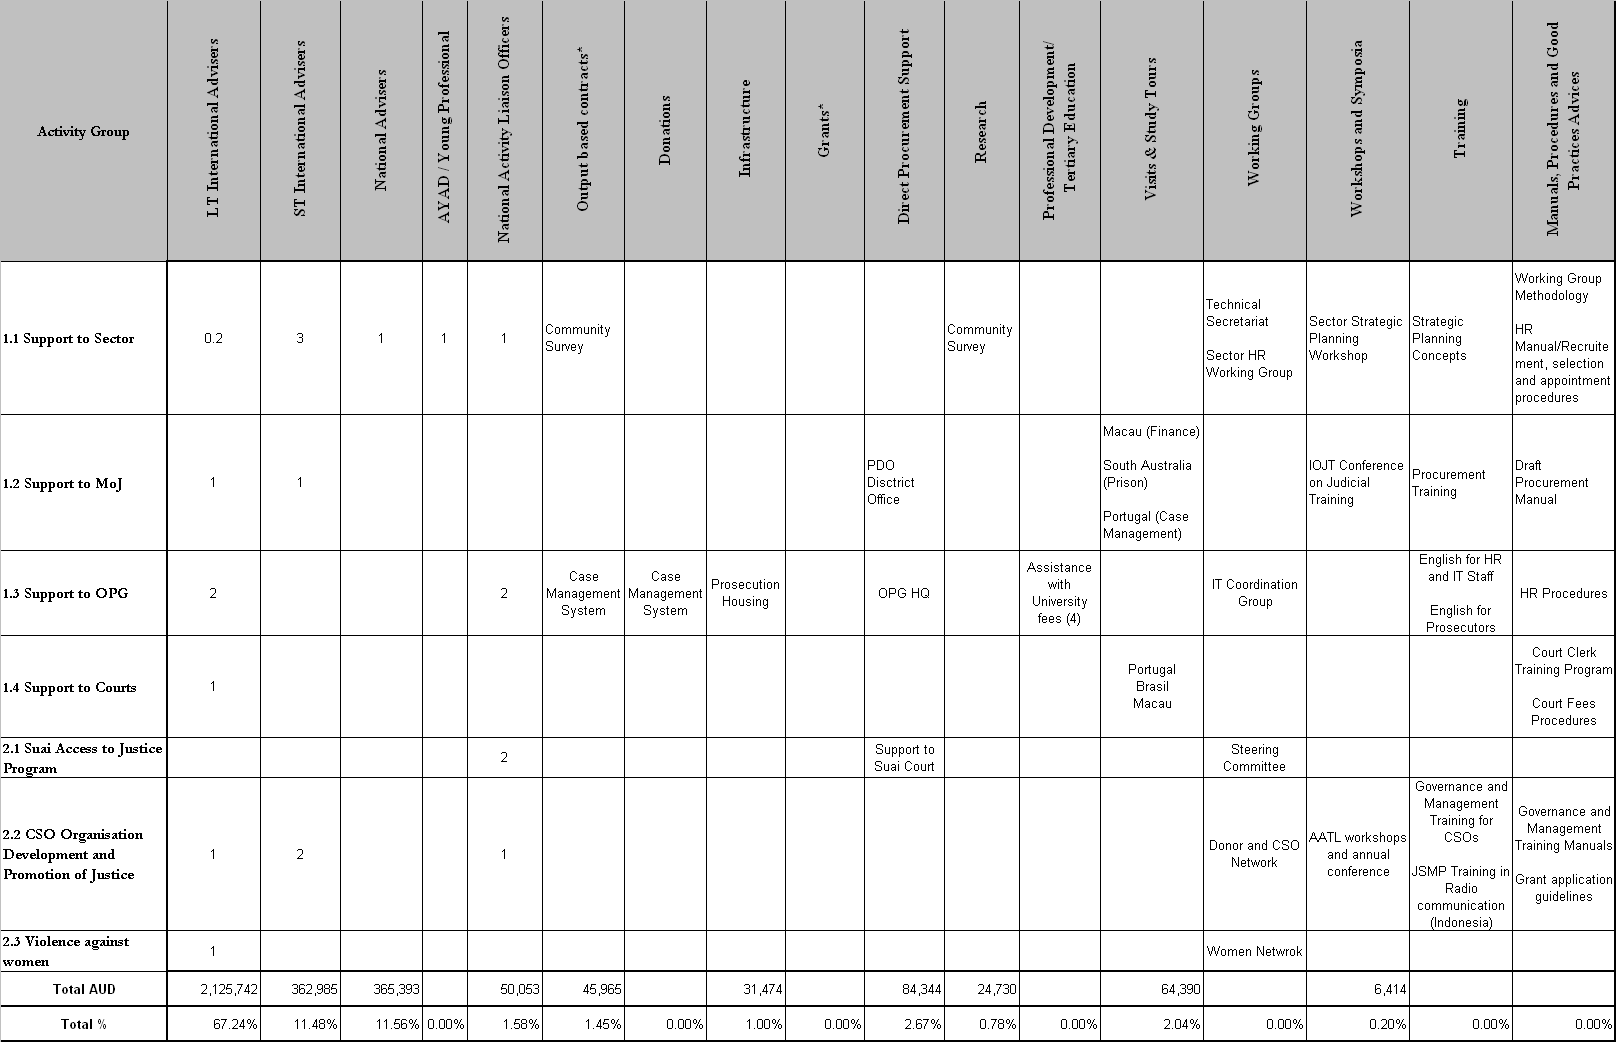 Activity Group
LT International Advisers
ST International Advisers
National Advisers
AYAD / Young Professional
National Activity Liaison Officers
Output based contracts*
Donations
Infrastructure
Grants*
Direct Procurement Support
Research
Professional Development/
Tertiary Education
Visits & Study Tours
Working Groups
Workshops and Symposia
Training
Manuals, Procedures and Good
Practices Advices
1.1 Support to Sector
0.2
3
1
1
1
Community
Survey
Community
Survey
Technical
Secretariat
Sector HR
Working Group
Sector Strategic
Planning
Workshop
Strategic
Planning
Concepts
Working Group
Methodology
HR
Manual/Recruite
ment, selection
and appointment
procedures
1.2 Support to MoJ
1
1
PDO
Disctrict
Office
Macau (Finance)
South Australia
(Prison)
Portugal (Case
Management)
IOJT Conference
on Judicial
Training
Procurement
Training
Draft
Procurement
Manual
1.3 Support to OPG
2
2
Case
Management
System
Case
Management
System
Prosecution
Housing
OPG HQ
Assistance
with
University
fees (4)
IT Coordination
Group
English for HR
and IT Staff
English for
Prosecutors
HR Procedures
1.4 Support to Courts
1
Portugal
Brasil
Macau
Court Clerk
Training Program
Court Fees
Procedures
2.1 Suai Access to Justice
Program
2
Support to
Suai Court
Steering
Committee
2.2 CSO Organisation
Development and
Promotion of Justice
1
2
1
Donor and CSO
Network
AATL workshops
and annual
conference
Governance and
Management
Training for
CSOs
JSMP Training in
Radio
communication
(Indonesia)
Governance and
Management
Training Manuals
Grant application
guidelines
2.3 Violence against
women
1
Women Netwrok
Total AUD
2,125,742
362,985
365,393
50,053
45,965
31,474
84,344
24,730
64,390
6,414
Total %
67.24%
11.48%
11.56%
0.00%
1.58%
1.45%
0.00%
1.00%
0.00%
2.67%
0.78%
0.00%
2.04%
0.00%
0.20%
0.00%
0.00%